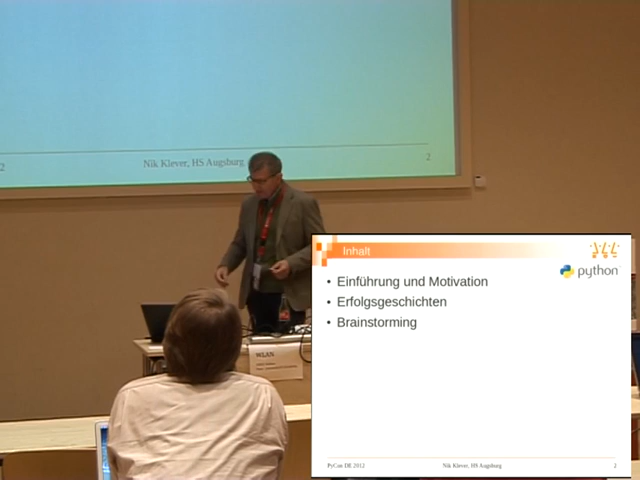 2
Nik Klever, HS Augsburg
2
WLAN
Inhalt
python
• Einführung und Motivation
• Erfolgsgeschichten
• Brainstorming
PyCon DE 2012
Nik Klever, HS Augsburg
2